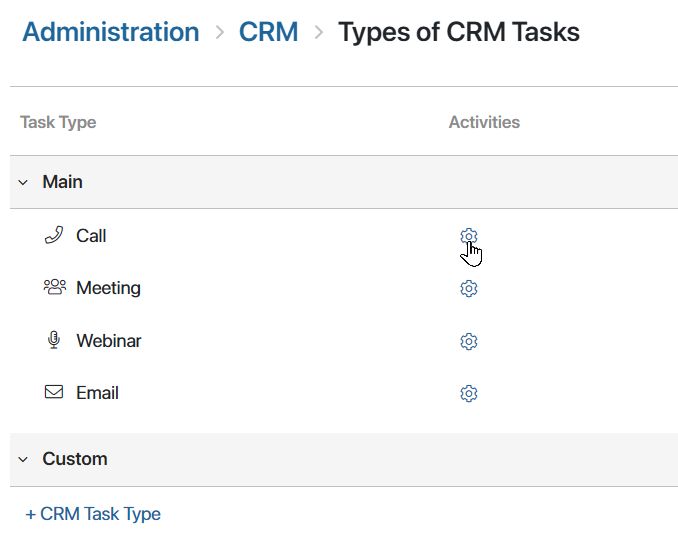 Administration > CRM > Types of CRM Tasks
Task Type Activities
Main
Call
Meeting
Webinar
Email
Custom
+ CRM Task Type